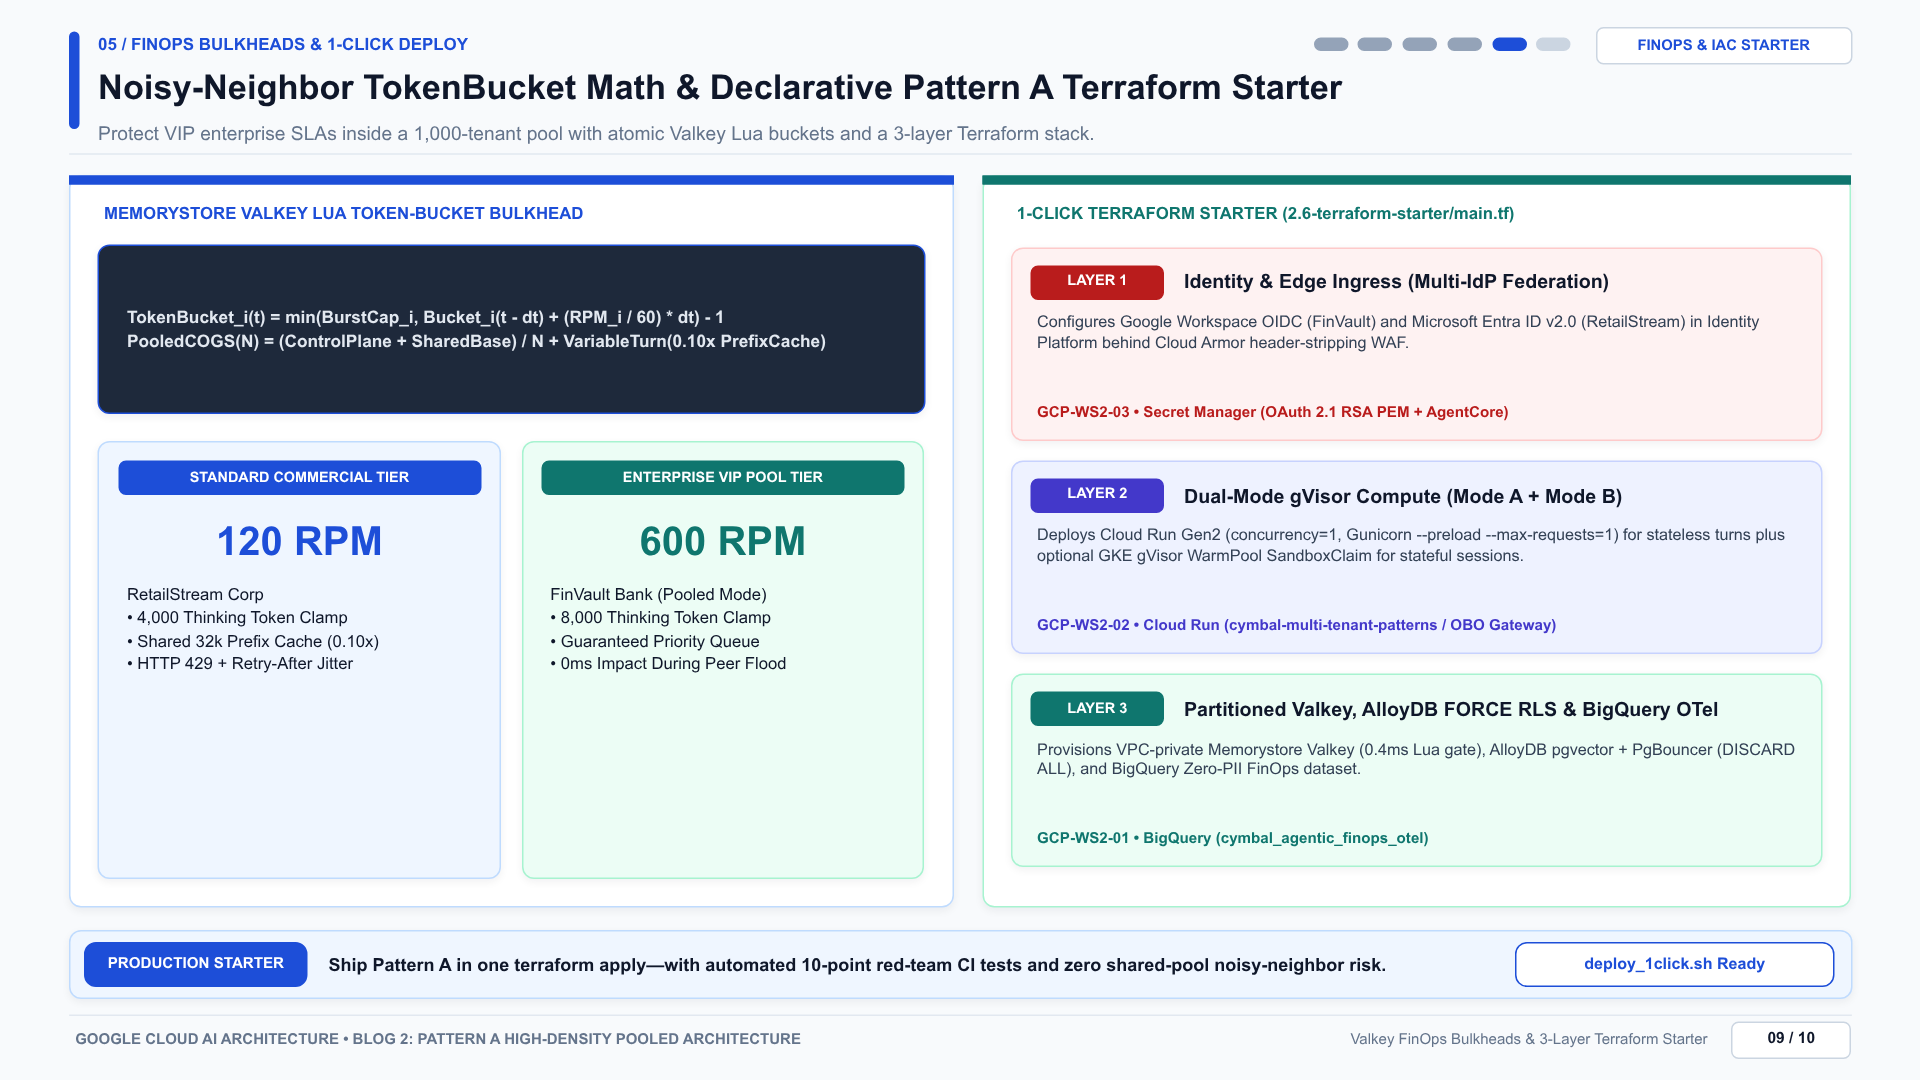 05 / FINOPS BULKHEADS & 1-CLICK DEPLOY
FINOPS & IAC STARTER
Noisy-Neighbor TokenBucket Math & Declarative Pattern A Terraform Starter
Protect VIP enterprise SLAs inside a 1,000-tenant pool with atomic Valkey Lua buckets and a 3-layer Terraform stack.
MEMORYSTORE VALKEY LUA TOKEN-BUCKET BULKHEAD
TokenBucket_i(t) = min(BurstCap_i, Bucket_i(t - dt) + (RPM_i / 60) * dt) - 1
PooledCOGS(N) = (ControlPlane + SharedBase) / N + VariableTurn(0.10x PrefixCache)
STANDARD COMMERCIAL TIER
120 RPM
RetailStream Corp
• 4,000 Thinking Token Clamp
• Shared 32k Prefix Cache (0.10x)
• HTTP 429 + Retry-After Jitter
ENTERPRISE VIP POOL TIER
600 RPM
FinVault Bank (Pooled Mode)
• 8,000 Thinking Token Clamp
• Guaranteed Priority Queue
• 0ms Impact During Peer Flood
1-CLICK TERRAFORM STARTER (2.6-terraform-starter/main.tf)
LAYER 1
Identity & Edge Ingress (Multi-IdP Federation)
Configures Google Workspace OIDC (FinVault) and Microsoft Entra ID v2.0 (RetailStream) in Identity
Platform behind Cloud Armor header-stripping WAF.
GCP-WS2-03 • Secret Manager (OAuth 2.1 RSA PEM + AgentCore)
LAYER 2
Dual-Mode gVisor Compute (Mode A + Mode B)
Deploys Cloud Run Gen2 (concurrency=1, Gunicorn --preload --max-requests=1) for stateless turns plus
optional GKE gVisor WarmPool SandboxClaim for stateful sessions.
GCP-WS2-02 • Cloud Run (cymbal-multi-tenant-patterns / OBO Gateway)
LAYER 3
Partitioned Valkey, AlloyDB FORCE RLS & BigQuery OTel
Provisions VPC-private Memorystore Valkey (0.4ms Lua gate), AlloyDB pgvector + PgBouncer (DISCARD
ALL), and BigQuery Zero-PII FinOps dataset.
GCP-WS2-01 • BigQuery (cymbal_agentic_finops_otel)
PRODUCTION STARTER
Ship Pattern A in one terraform apply—with automated 10-point red-team CI tests and zero shared-pool noisy-neighbor risk.
deploy_1click.sh Ready
GOOGLE CLOUD AI ARCHITECTURE • BLOG 2: PATTERN A HIGH-DENSITY POOLED ARCHITECTURE
Valkey FinOps Bulkheads & 3-Layer Terraform Starter
09 / 10